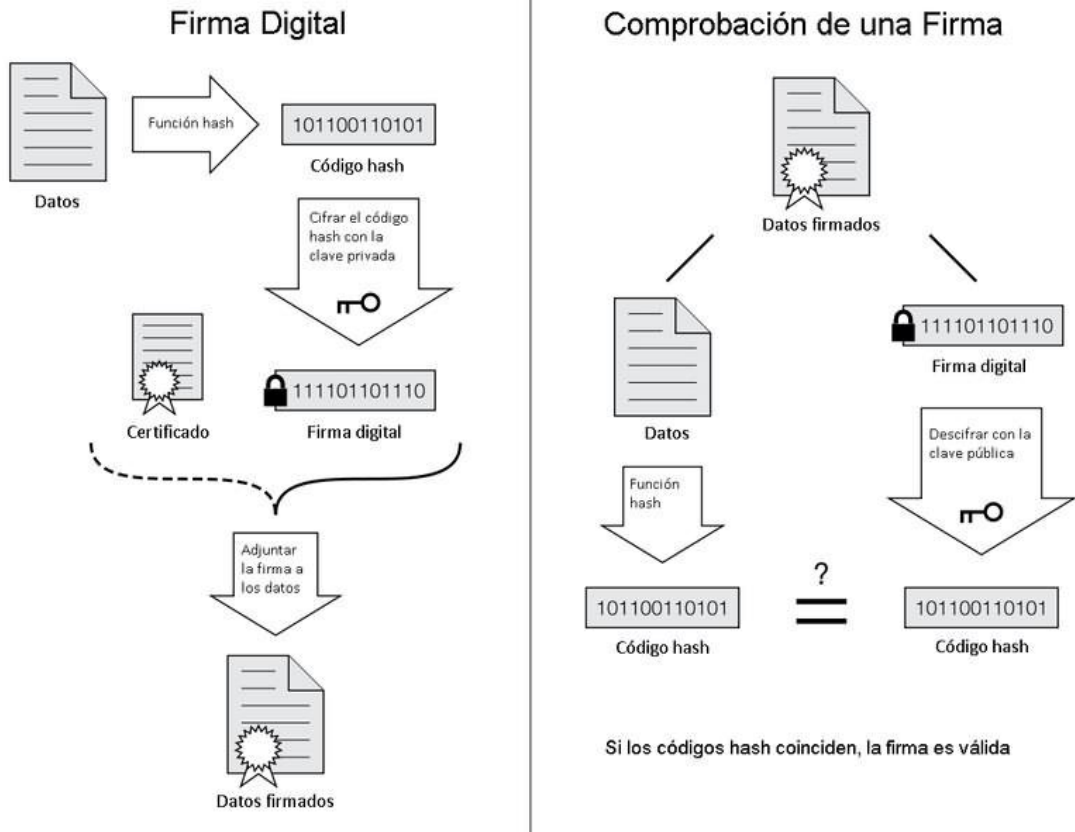 Firma Digital
Datos
Función hash
101100110101
Código hash
Cifrar el código
hash con la
clave privada
Certificado
111101101110
Firma digital
Adjuntar
la firma a
los datos
Datos firmados
Comprobación de una Firma
Datos firmados
Datos
111101101110
Firma digital
Función
hash
Descifrar con la
clave pública
101100110101
Código hash
?
101100110101
Código hash
Si los códigos hash coinciden, la firma es válida